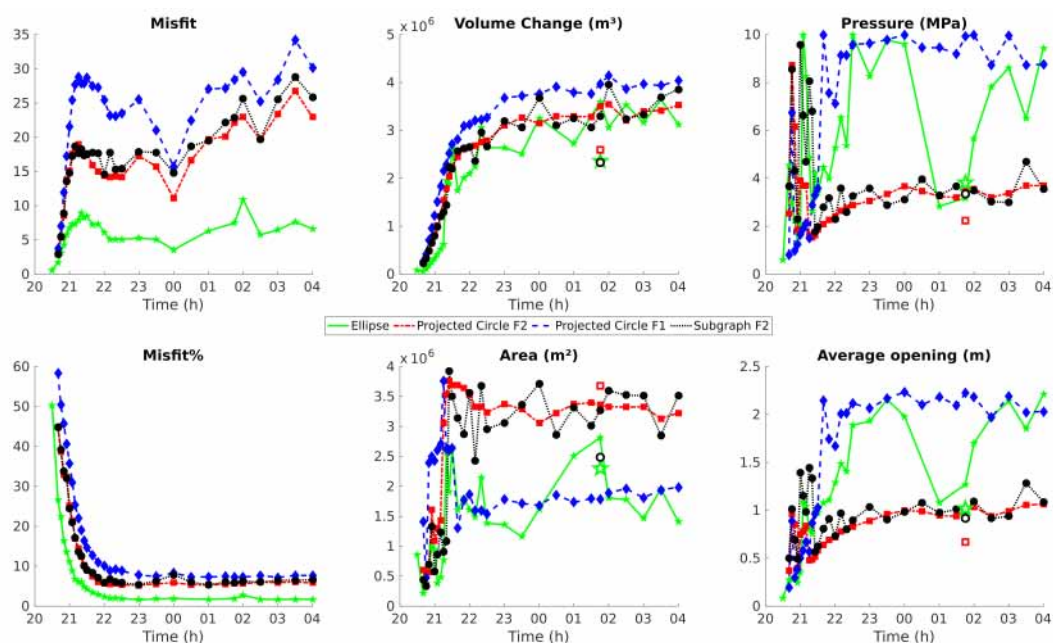 Misfit
Volume Change (m³)
Pressure (MPa)
35
30
25
20
15
10
5
0
20 21 22 23 00 01 02 03 04
Time (h)
6 ×10⁶
5
4
3
2
1
0
20 21 22 23 00 01 02 03 04
Time (h)
10
8
6
4
2
0
20 21 22 23 00 01 02 03 04
Time (h)
Ellipse Projected Circle F2 Projected Circle F1 Subgraph F2
Misfit%
Area (m²)
Average opening (m)
60
50
40
30
20
10
0
20 21 22 23 00 01 02 03 04
Time (h)
4 ×10⁶
3.5
3
2.5
2
1.5
1
0.5
0
20 21 22 23 00 01 02 03 04
Time (h)
2.5
2
1.5
1
0.5
0
20 21 22 23 00 01 02 03 04
Time (h)